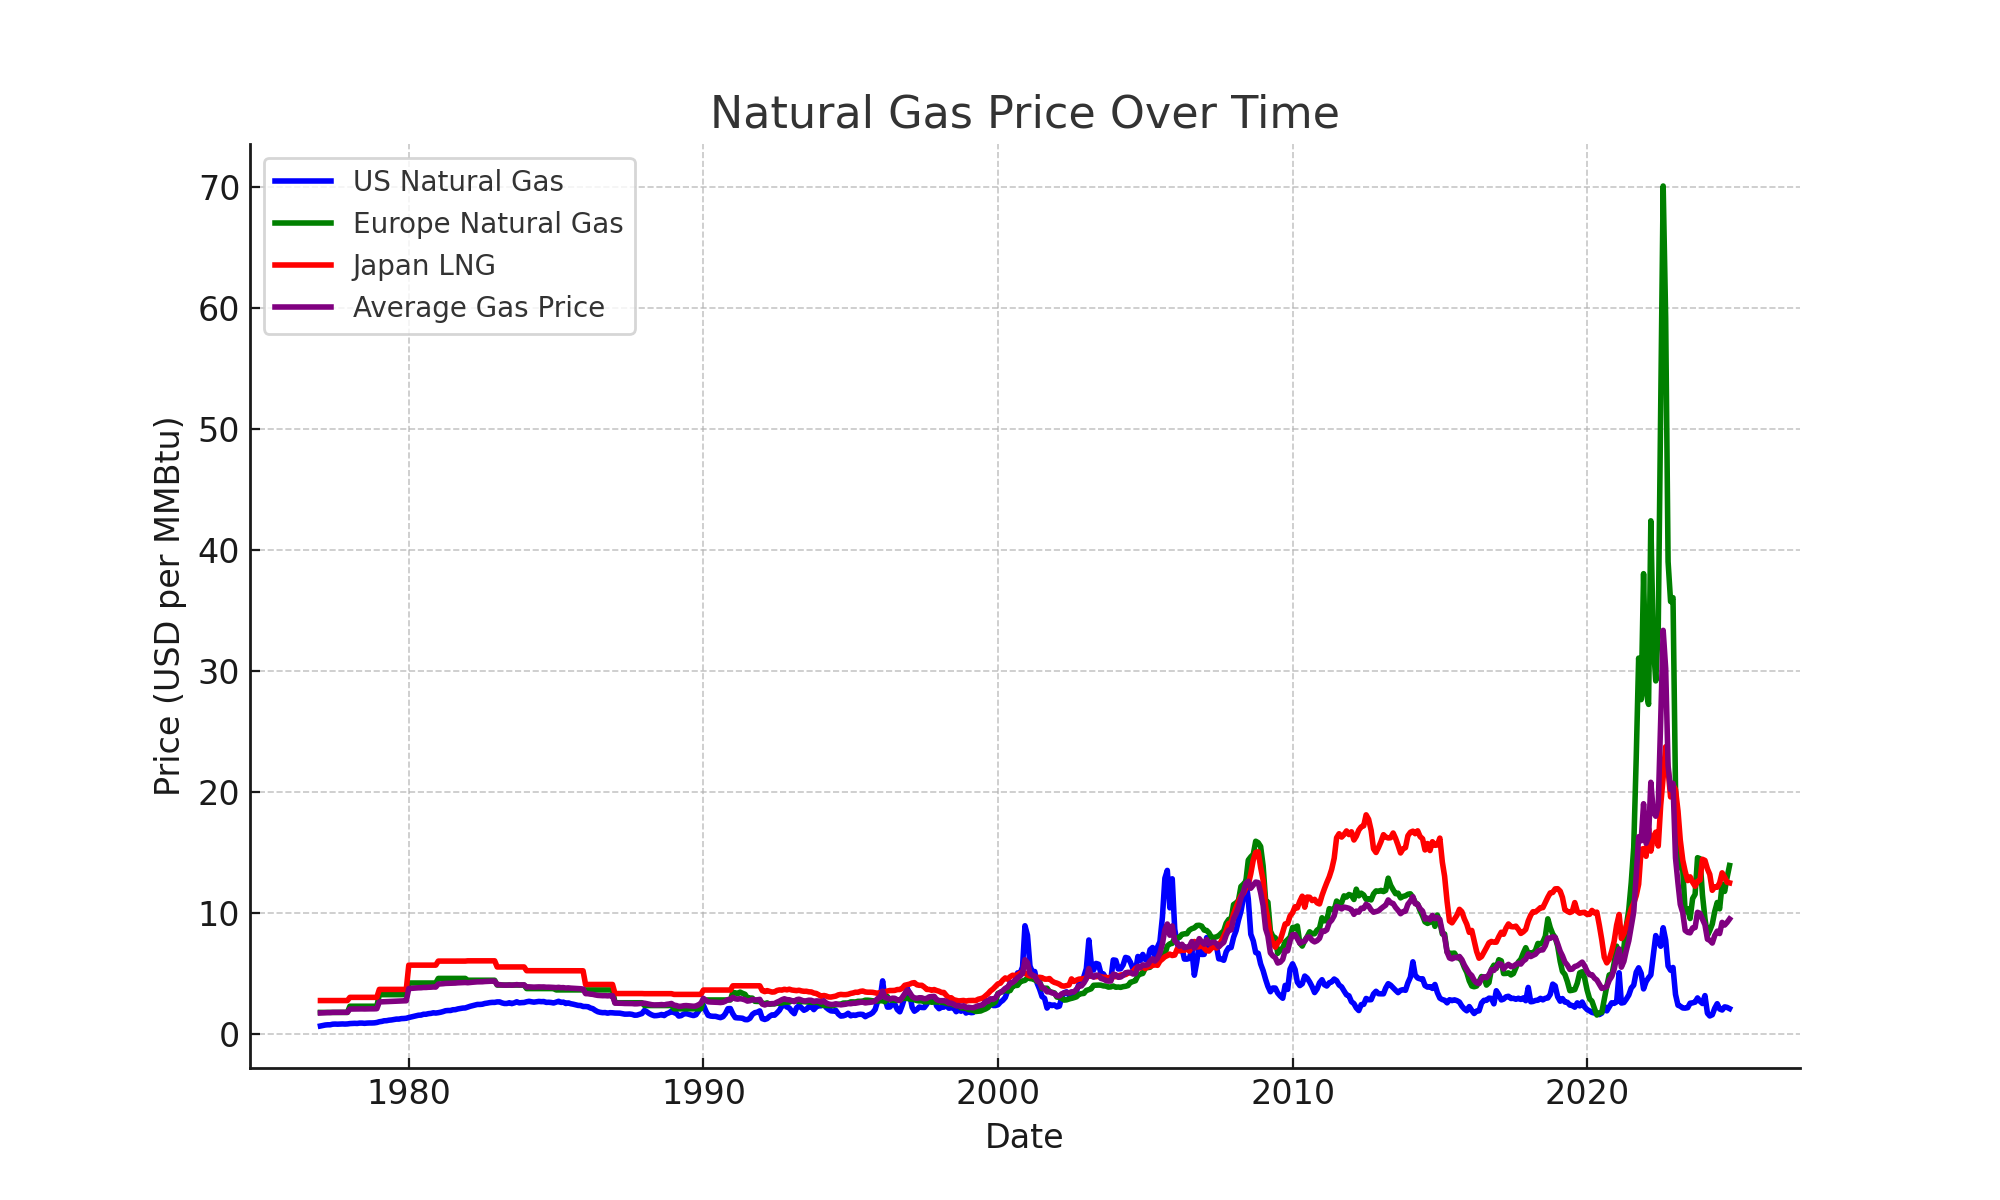 Natural Gas Price Over Time
US Natural Gas
Europe Natural Gas
Japan LNG
Average Gas Price
Price (USD per MMBtu)
70
60
50
40
30
20
10
0
1980 1990 2000 2010 2020
Date